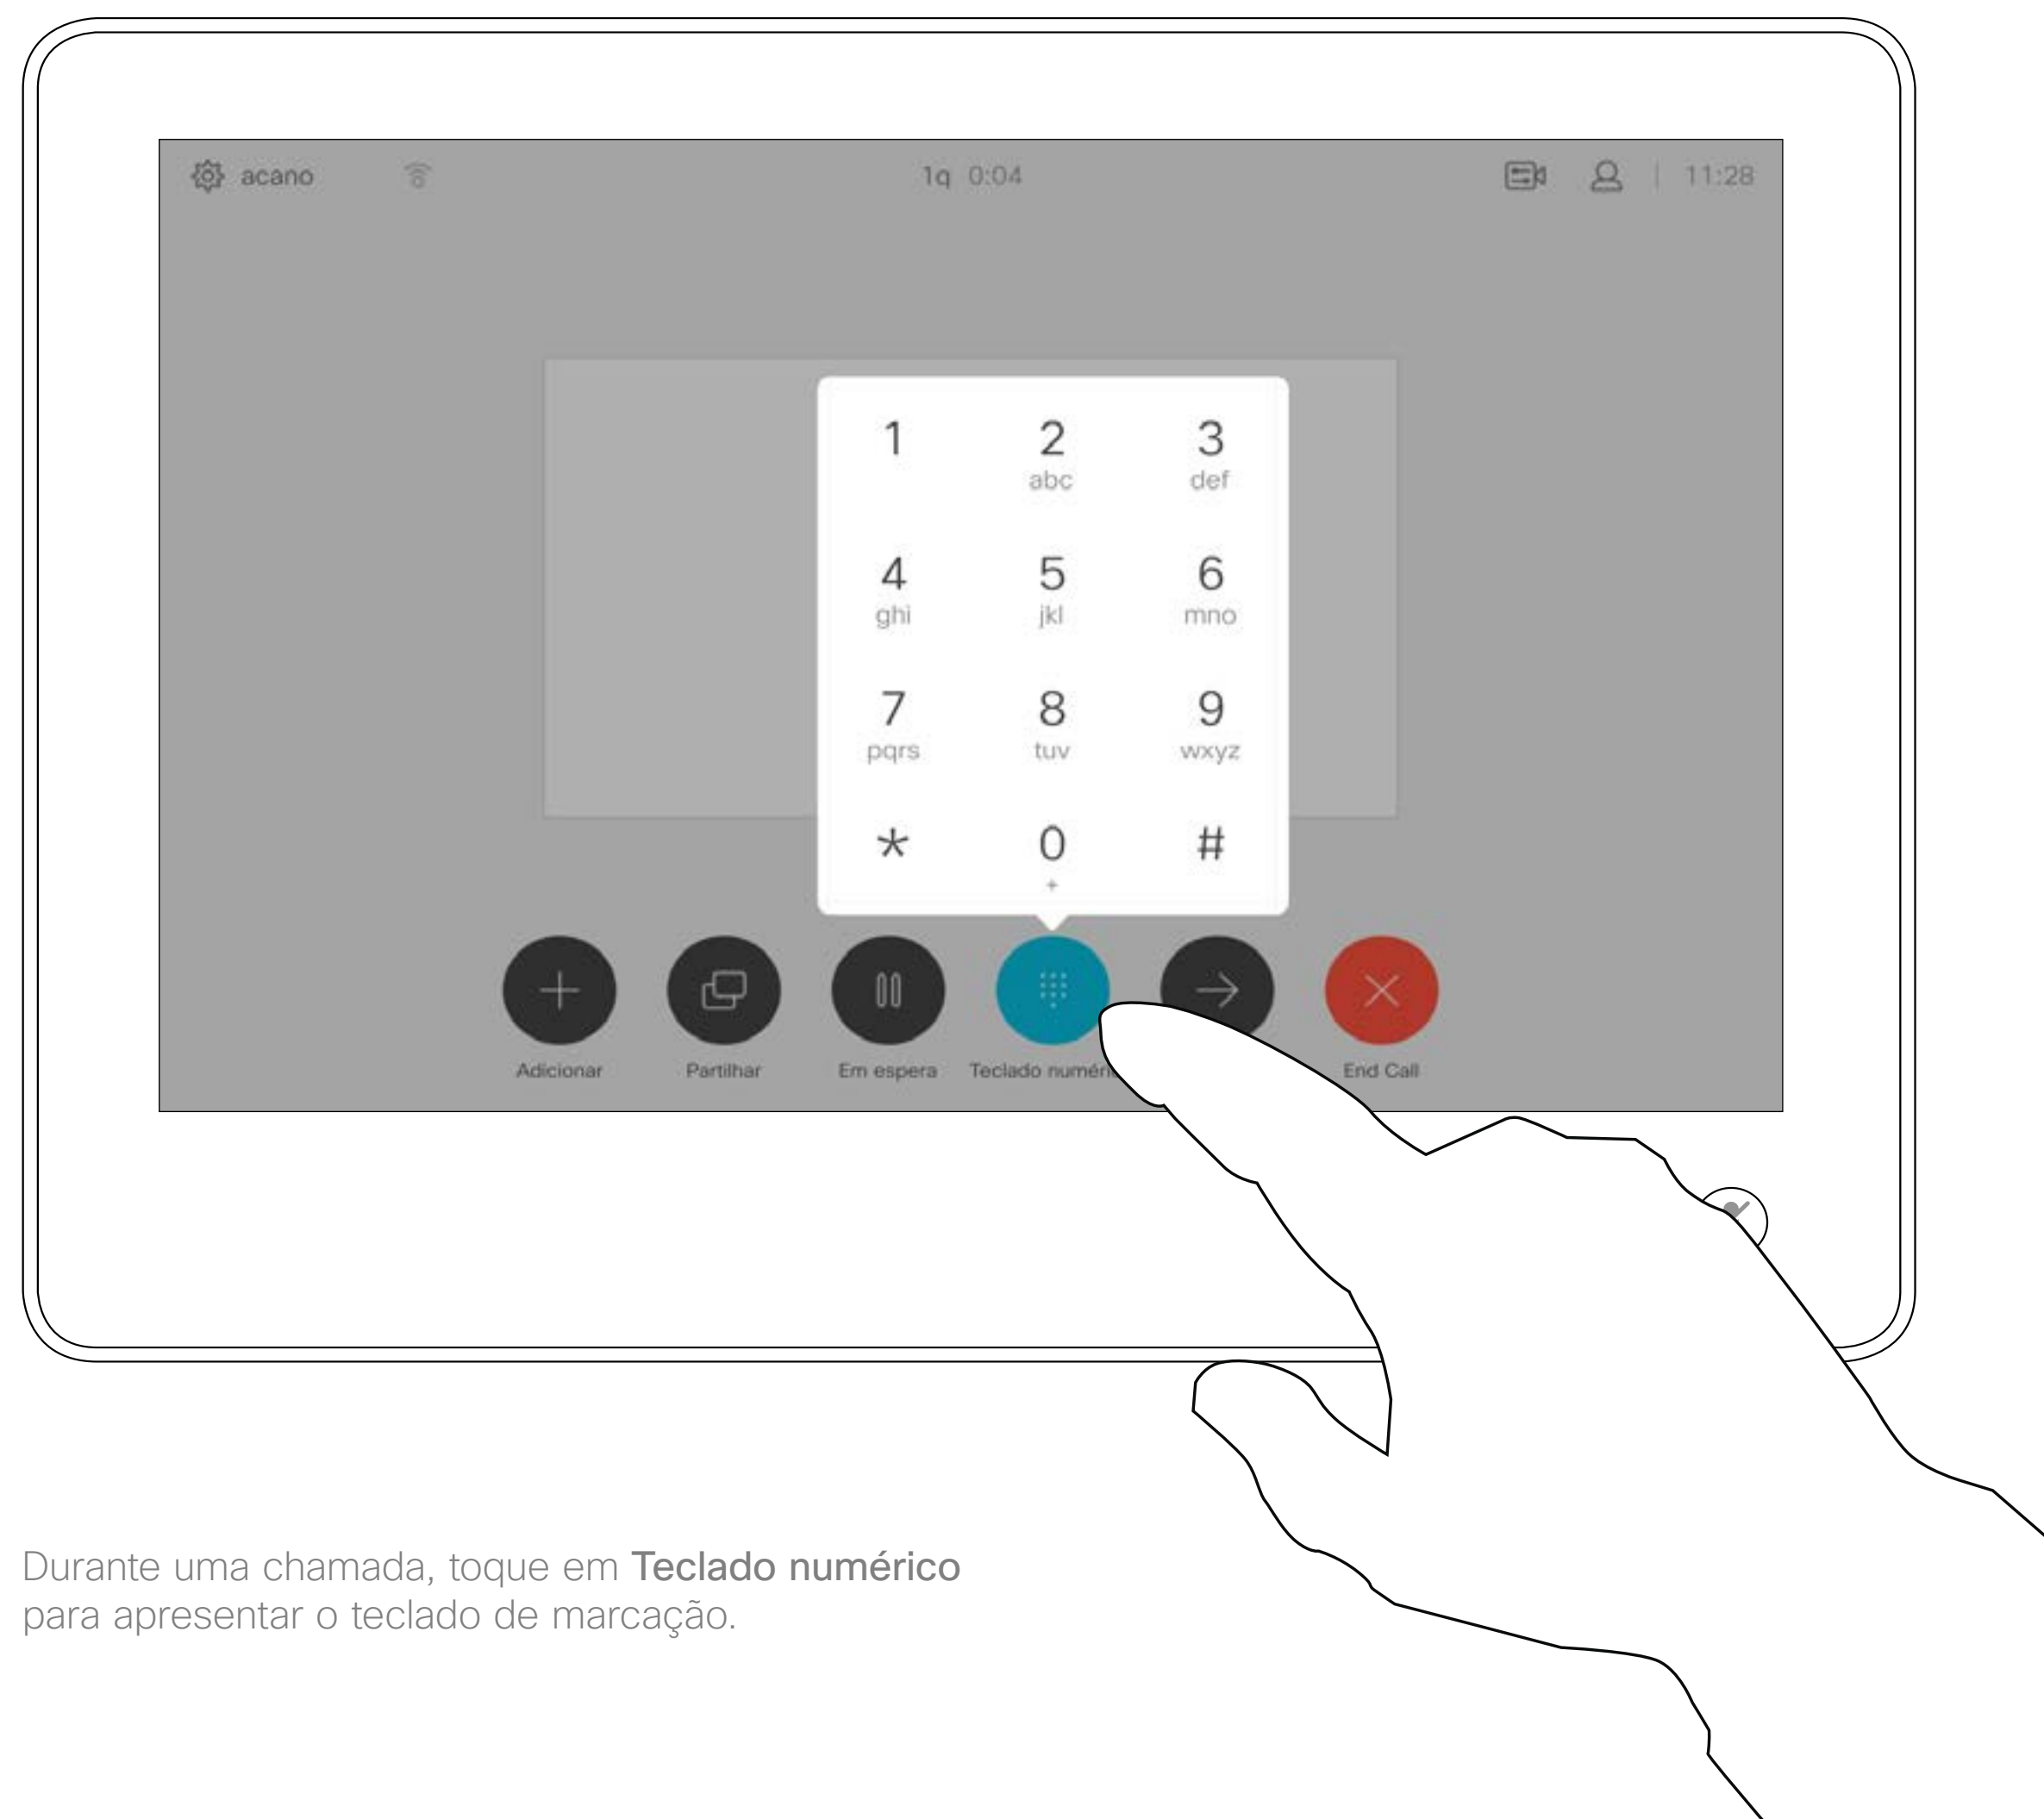 acano
1q 0:04
11:28
1
2
3
abc
def
4
5
6
ghi
jkl
mno
7
8
9
pqrs
tuv
wxyz
* 0 #
+
Adicionar
Partilhar
Em espera
Teclado
End Call
Durante uma chamada, toque em Teclado numérico
para apresentar o teclado de marcação.